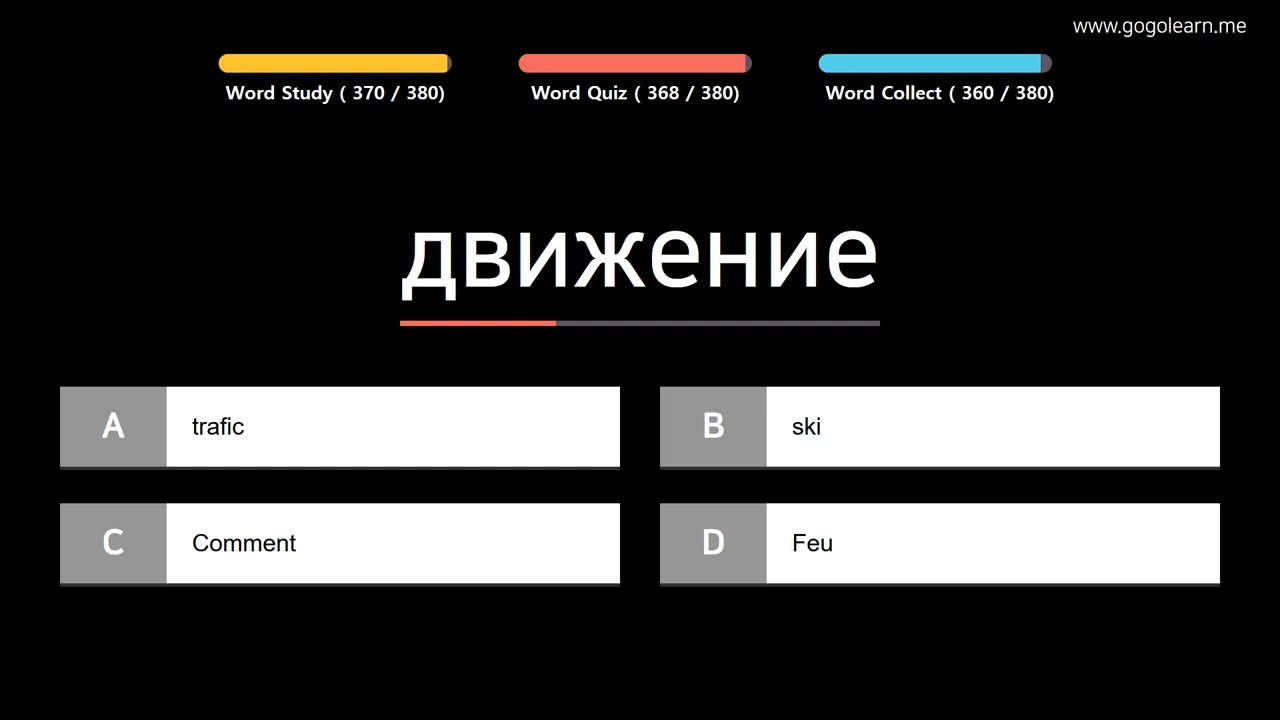 www.gogolearn.me
Word Study ( 370 / 380)
Word Quiz ( 368 / 380)
Word Collect ( 360 / 380)
движение
A trafic
B ski
C Comment
D Feu